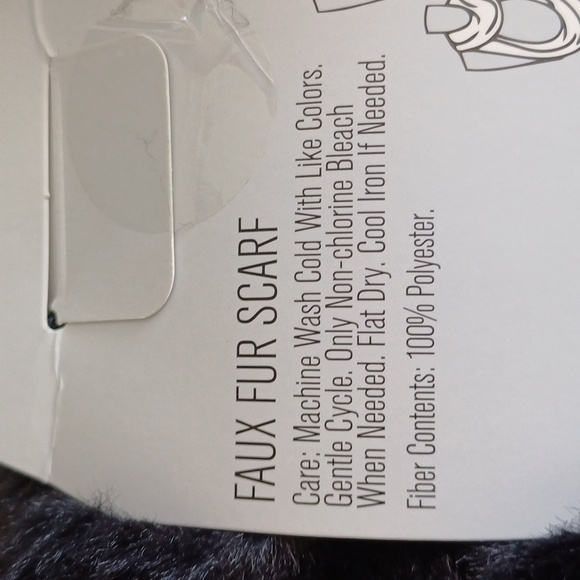 FAUX FUR SCARF
Care: Machine Wash Cold With Like Colors.
Gentle Cycle. Only Non-chlorine Bleach
When Needed. Flat Dry. Cool Iron If Needed.
Fiber Contents: 100% Polyester.